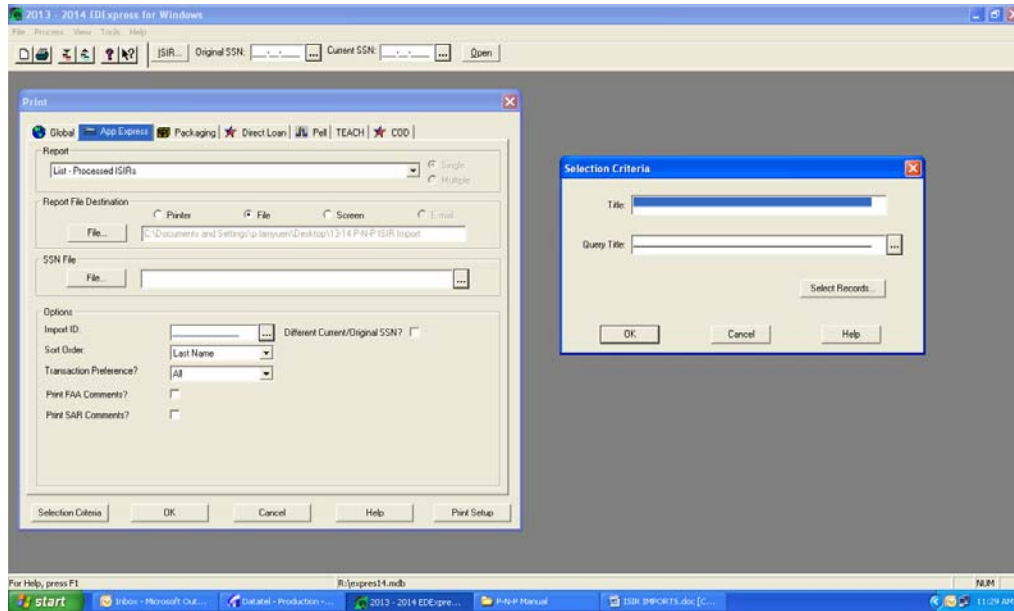 2013 - 2014 EDExpress for Windows
File Process View Tools Help
ISIR... Original SSN: Current SSN: ... Open
Print
Global App Express Packaging Direct Loan Pell TEACH COD
Report
List - Processed ISIRs
Single
Multiple
Report File Destination
Printer File Screen E-mail
File... C:\Documents and Settings\p.lamyuen\Desktop\13-14 P-N-P ISIR Import
SSN File
File... ...
Options
Import ID: ... Different Current/Original SSN?
Sort Order: Last Name
Transaction Preference? All
Print FAA Comments?
Print SAR Comments?
Selection Criteria OK Cancel Help Print Setup
Selection Criteria
Title:
Query Title: ...
Select Records...
OK Cancel Help
For Help, press F1 R:\expres14.mdb NUM
start Inbox - Microsoft Out... Datatel - Production -... 2013 - 2014 EDExpre... P-N-P Manual ISIR IMPORTS.doc [C... 11:29 AM